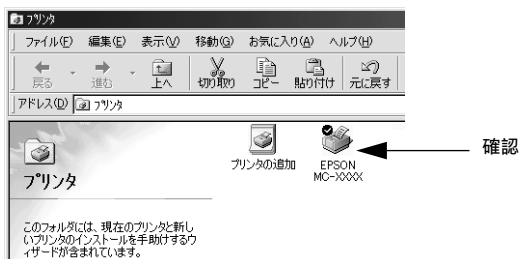 プリンタ
ファイル(F) 編集(E) 表示(V) 移動(G) お気に入り(A) ヘルプ(H)
戻る 進む 上へ 切り取り コピー 貼り付け 元に戻す
アドレス(D) プリンタ
プリンタの追加
EPSON
MC-XXXX
確認
プリンタ
このフォルダには、現在のプリンタと新し
いプリンタのインストールを手助けするウ
ィザードが含まれています。